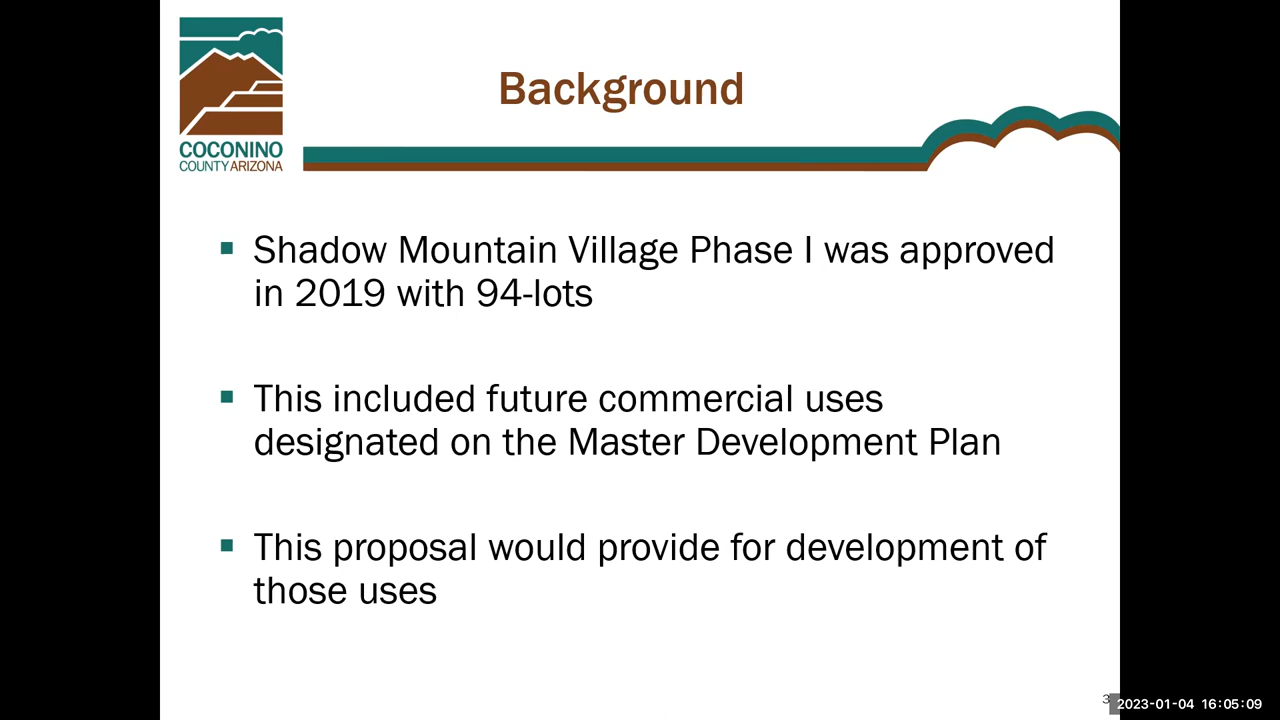 COCONINO
COUNTY ARIZONA
Background
Shadow Mountain Village Phase I was approved
in 2019 with 94-lots
This included future commercial uses
designated on the Master Development Plan
This proposal would provide for development of
those uses
3
2023-01-04 16:05:09